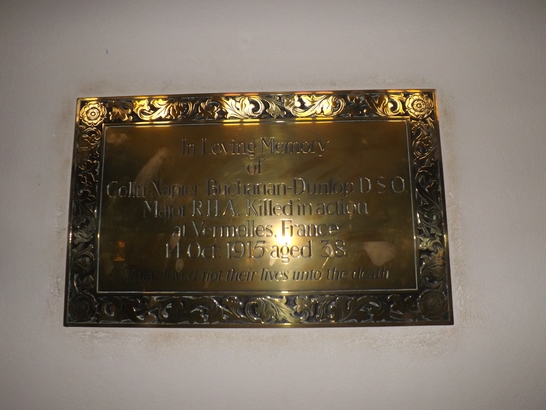 In Loving Memory
of
Colin Napier Buchanan-Dunlop D.S.O.
Major R.H.A. Killed in action
at Vermelles, France
14 Oct. 1915 aged 38.
They loved not their lives unto the death